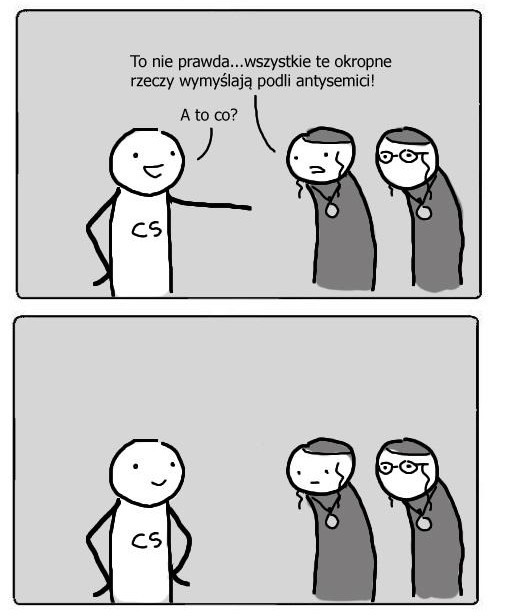 To nie prawda...wszystkie te okropne
rzeczy wymyślają podli antysemici!
A to co?
CS
CS